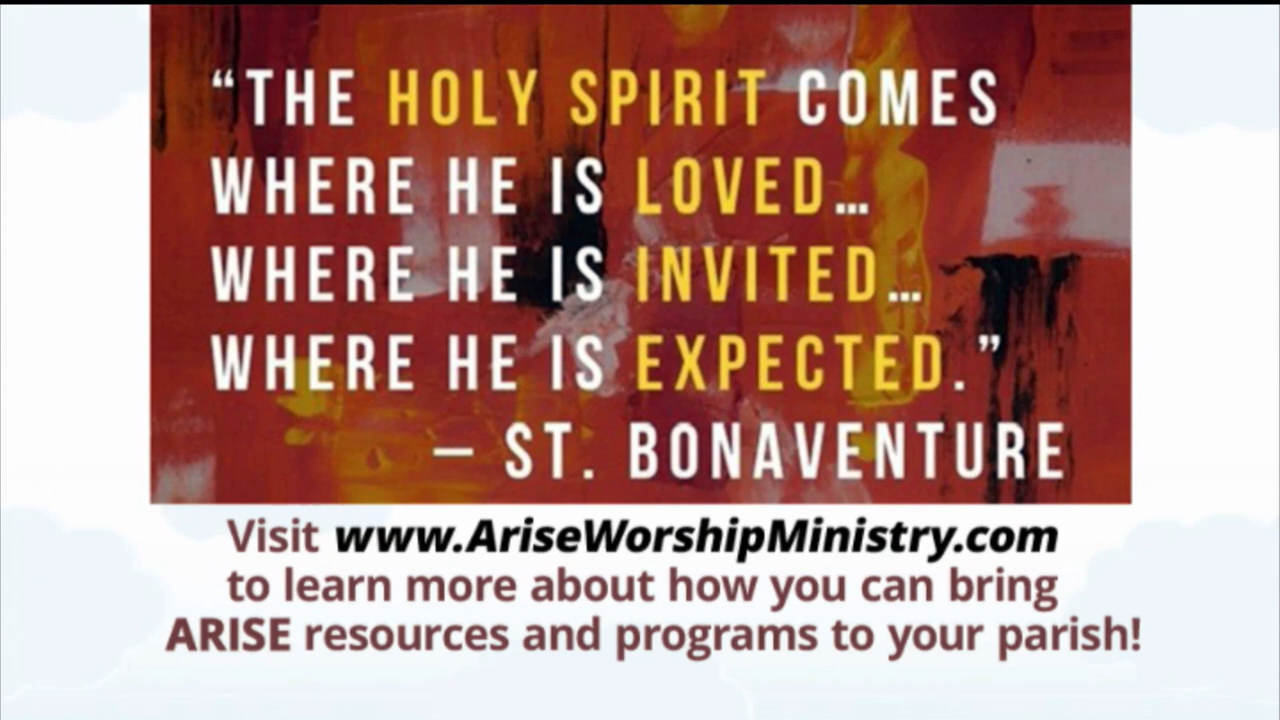 “THE HOLY SPIRIT COMES
WHERE HE IS LOVED…
WHERE HE IS INVITED…
WHERE HE IS EXPECTED.”
– ST. BONAVENTURE
Visit www.AriseWorshipMinistry.com
to learn more about how you can bring
ARISE resources and programs to your parish!